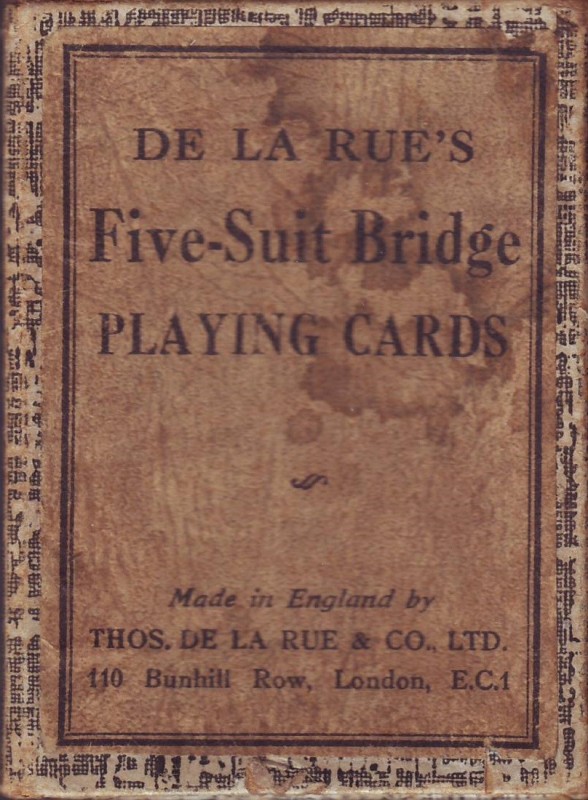 DE LA RUE'S
Five-Suit Bridge
PLAYING CARDS
Made in England by
THOS. DE LA RUE & CO., LTD.
110 Bunhill Row, London, E.C.1